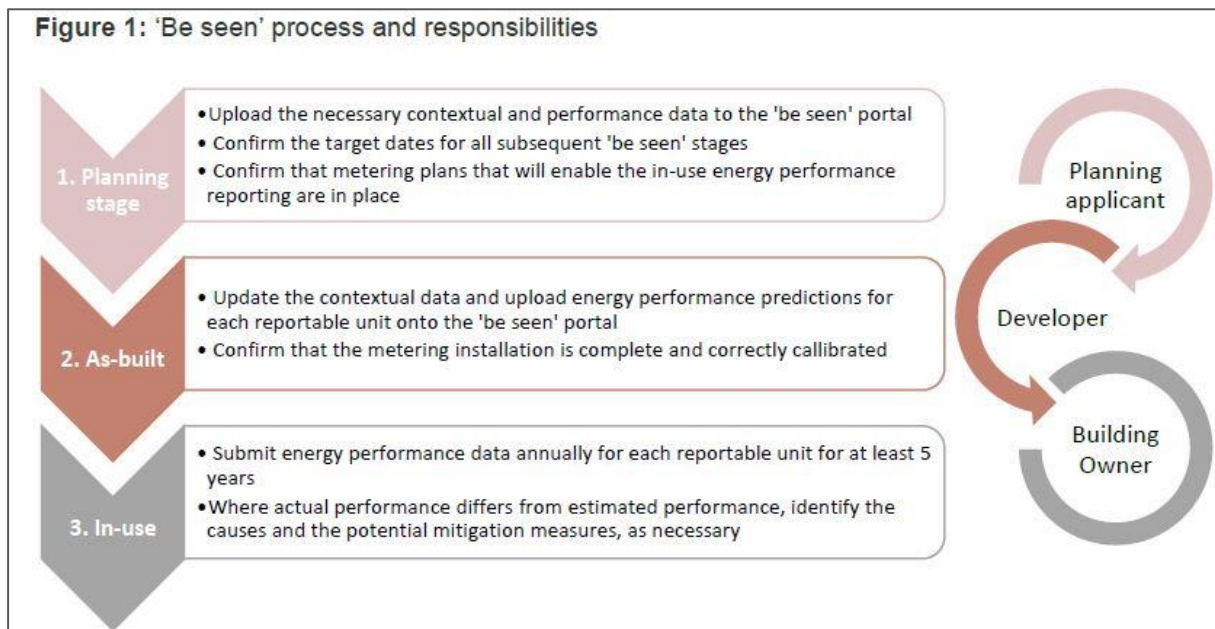 Figure 1: ‘Be seen’ process and responsibilities
1. Planning
stage
•Upload the necessary contextual and performance data to the 'be seen' portal
• Confirm the target dates for all subsequent 'be seen' stages
• Confirm that metering plans that will enable the in-use energy performance
reporting are in place
Planning
applicant
2. As-built
• Update the contextual data and upload energy performance predictions for
each reportable unit onto the 'be seen' portal
• Confirm that the metering installation is complete and correctly callibrated
Developer
3. In-use
• Submit energy performance data annually for each reportable unit for at least 5
years
•Where actual performance differs from estimated performance, identify the
causes and the potential mitigation measures, as necessary
Building
Owner